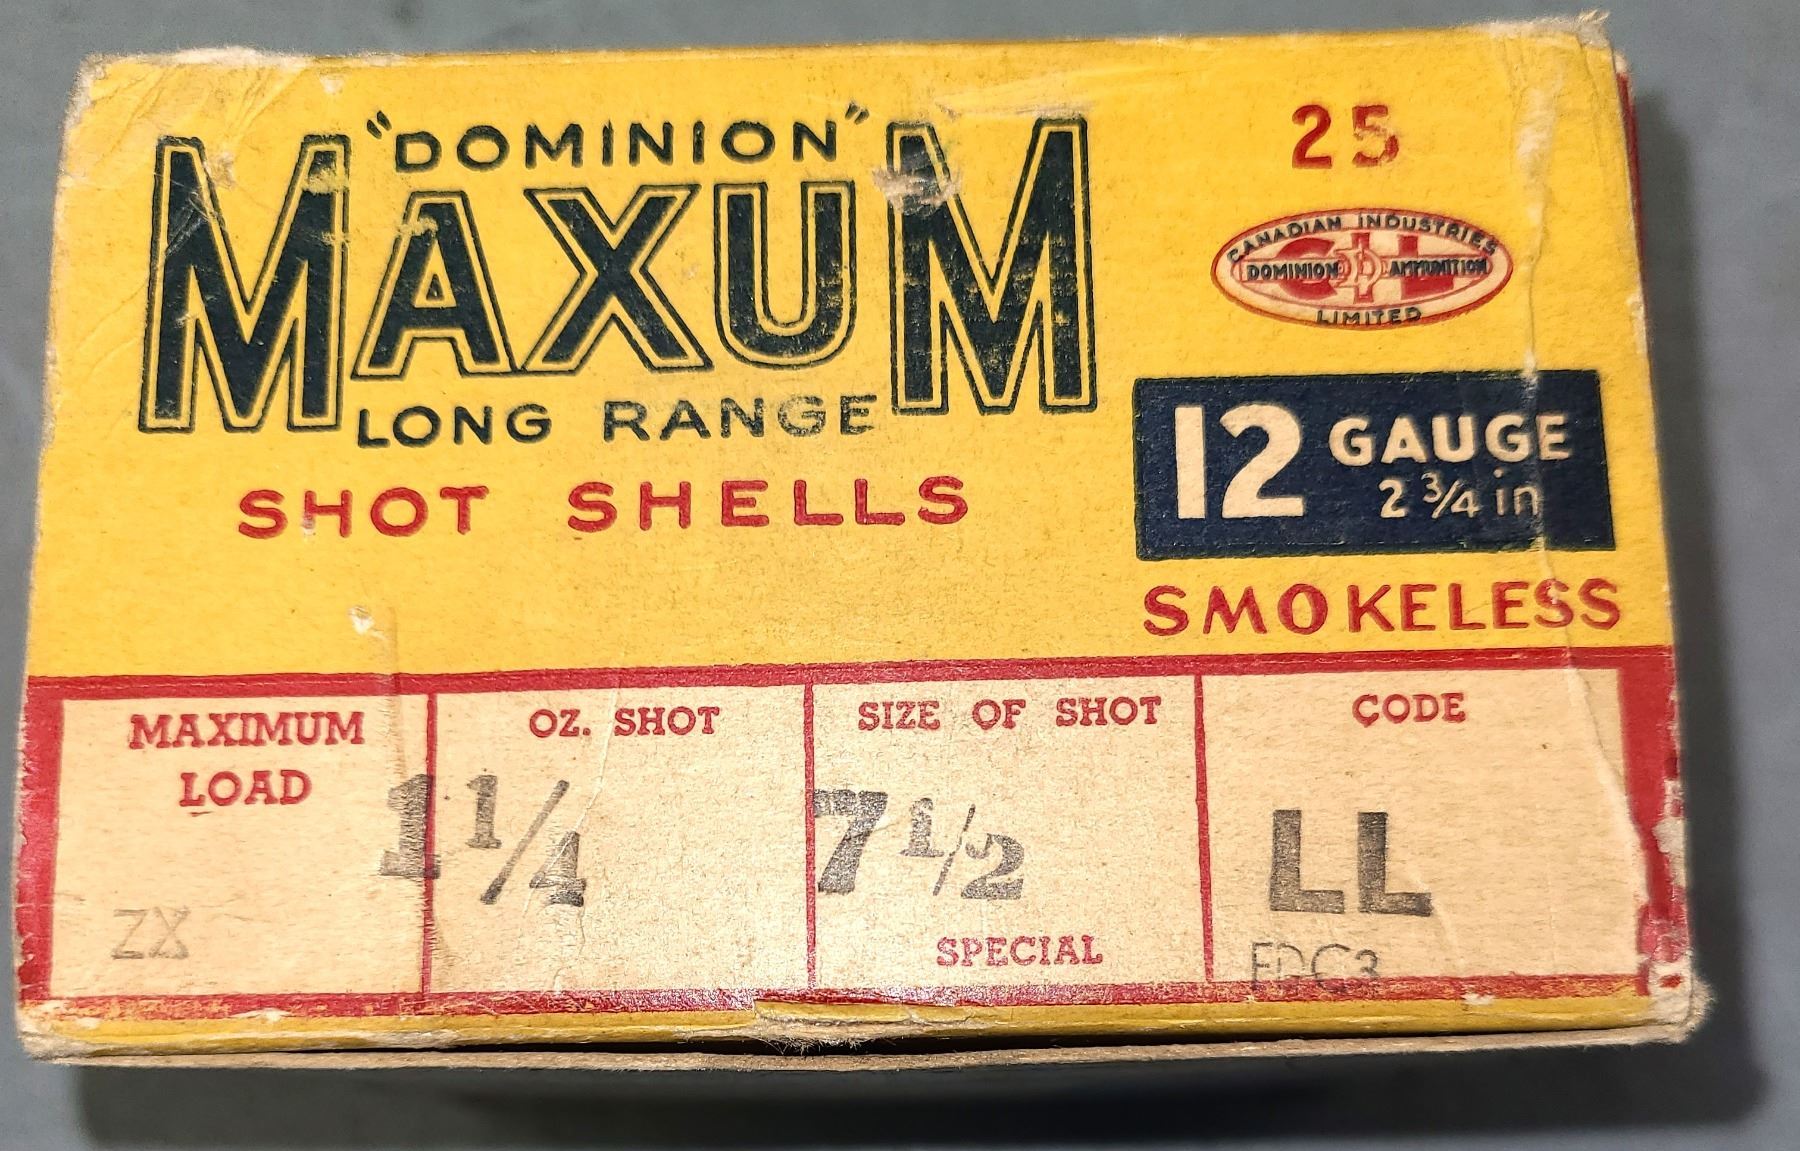 "DOMINION"
MAXUM
LONG RANGE
SHOT SHELLS
25
CANADIAN INDUSTRIES
CIL
DOMINION AMMUNITION
LIMITED
12 GAUGE
2 3/4 in
SMOKELESS
MAXIMUM
LOAD
ZX
OZ. SHOT
1 1/4
SIZE OF SHOT
7 1/2
SPECIAL
CODE
LL